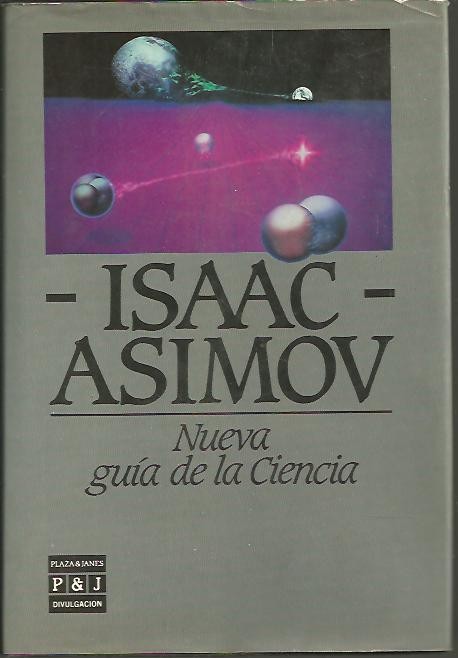 - ISAAC -
ASIMOV
Nueva
guía de la Ciencia
PLAZA & JANES
P & J
DIVULGACION